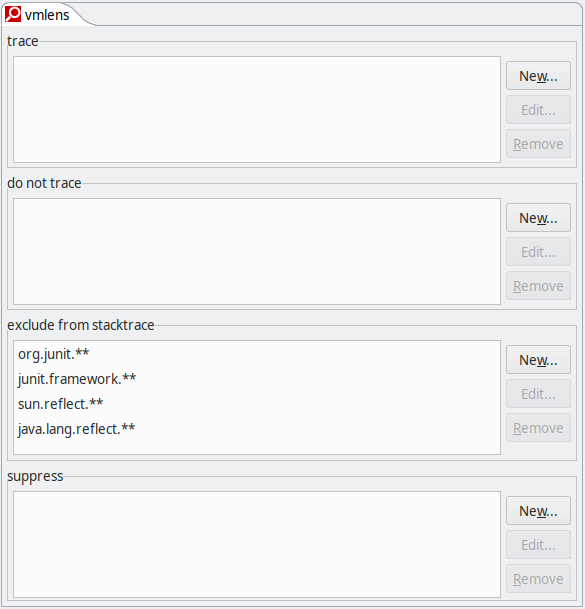 vmlens
trace
New...
Edit...
Remove
do not trace
New...
Edit...
Remove
exclude from stacktrace
org.junit.**
junit.framework.**
sun.reflect.**
java.lang.reflect.**
New...
Edit...
Remove
suppress
New...
Edit...
Remove